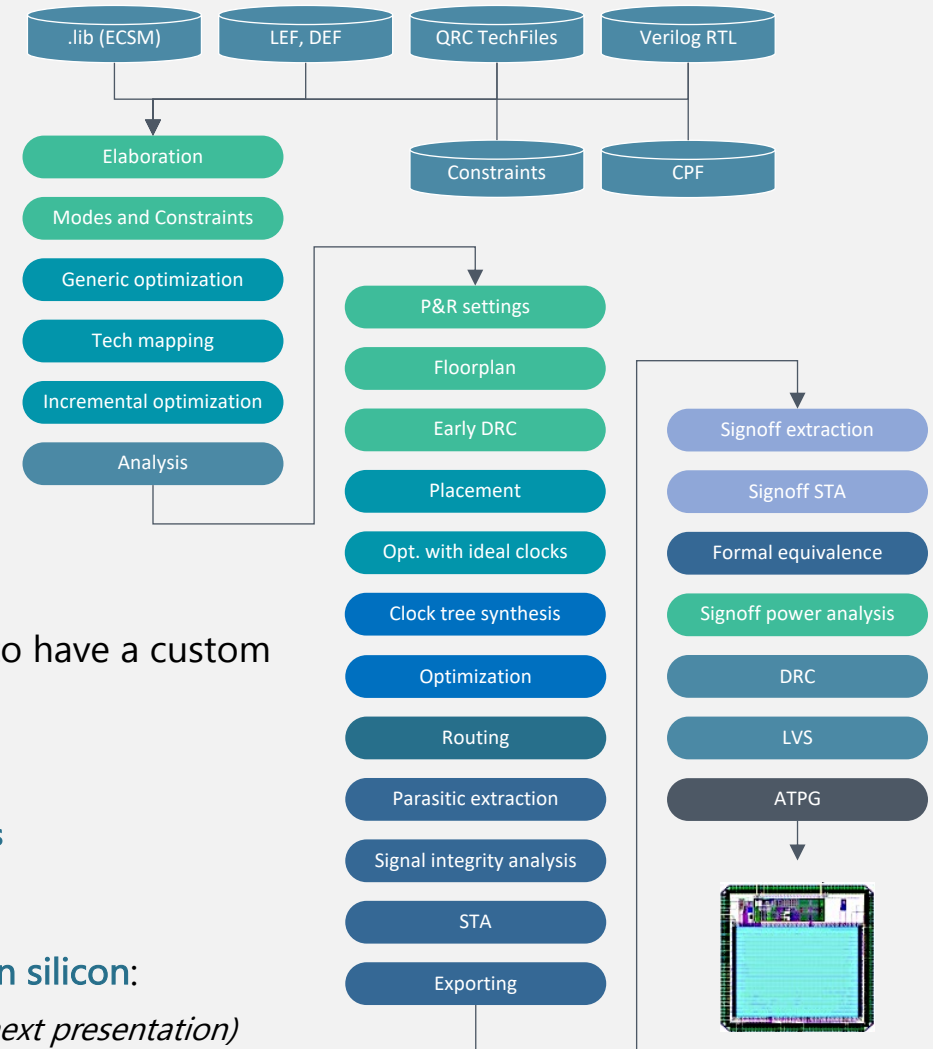 .lib (ECSM)
LEF, DEF
QRC TechFiles
Verilog RTL
Constraints
CPF
Elaboration
Modes and Constraints
Generic optimization
Tech mapping
Incremental optimization
Analysis
P&R settings
Floorplan
Early DRC
Placement
Opt. with ideal clocks
Clock tree synthesis
Optimization
Routing
Parasitic extraction
Signal integrity analysis
STA
Exporting
Signoff extraction
Signoff STA
Formal equivalence
Signoff power analysis
DRC
LVS
ATPG
o have a custom
s
n silicon:
ext presentation)